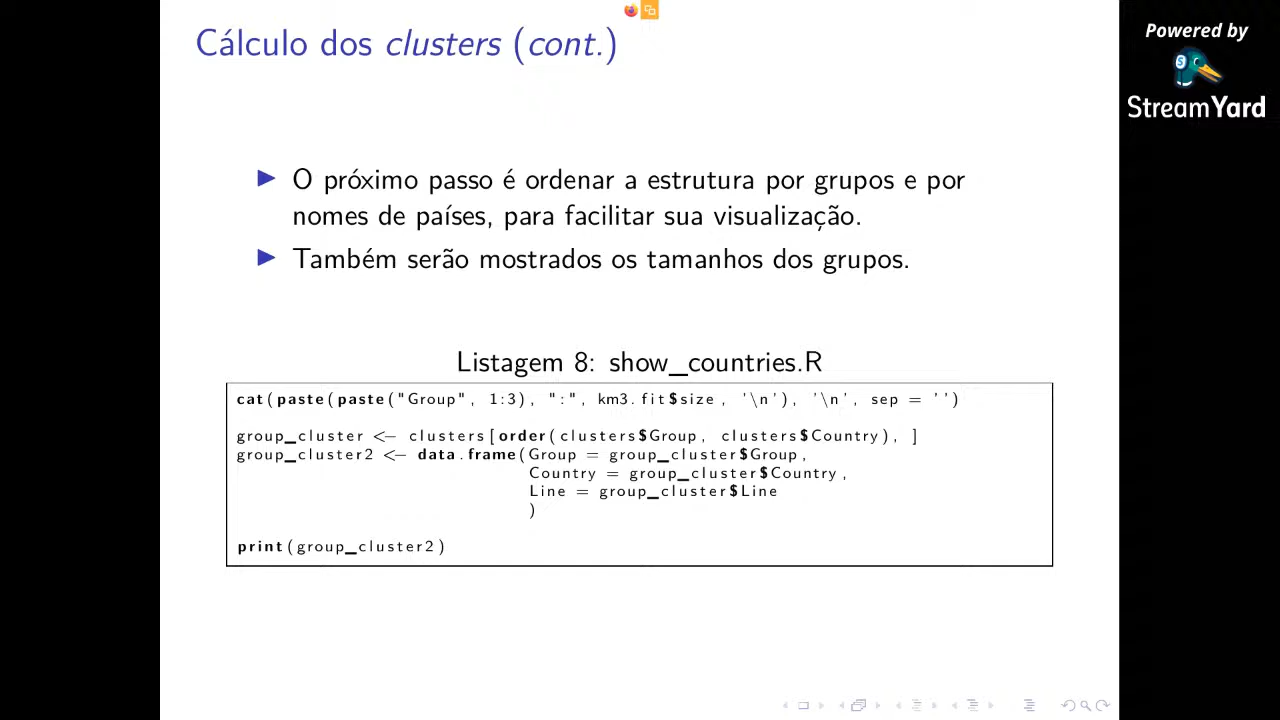 Cálculo dos clusters (cont.)
Powered by
StreamYard
O próximo passo é ordenar a estrutura por grupos e por
nomes de países, para facilitar sua visualização.
Também serão mostrados os tamanhos dos grupos.
Listagem 8: show_countries.R
cat(paste(paste("Group", 1:3), ":", km3.fit$size, '\n'), '\n', sep = '')
group_cluster <- clusters[order(clusters$Group, clusters$Country), ]
group_cluster2 <- data.frame(Group = group_cluster$Group,
Country = group_cluster$Country,
Line = group_cluster$Line
)
print(group_cluster2)